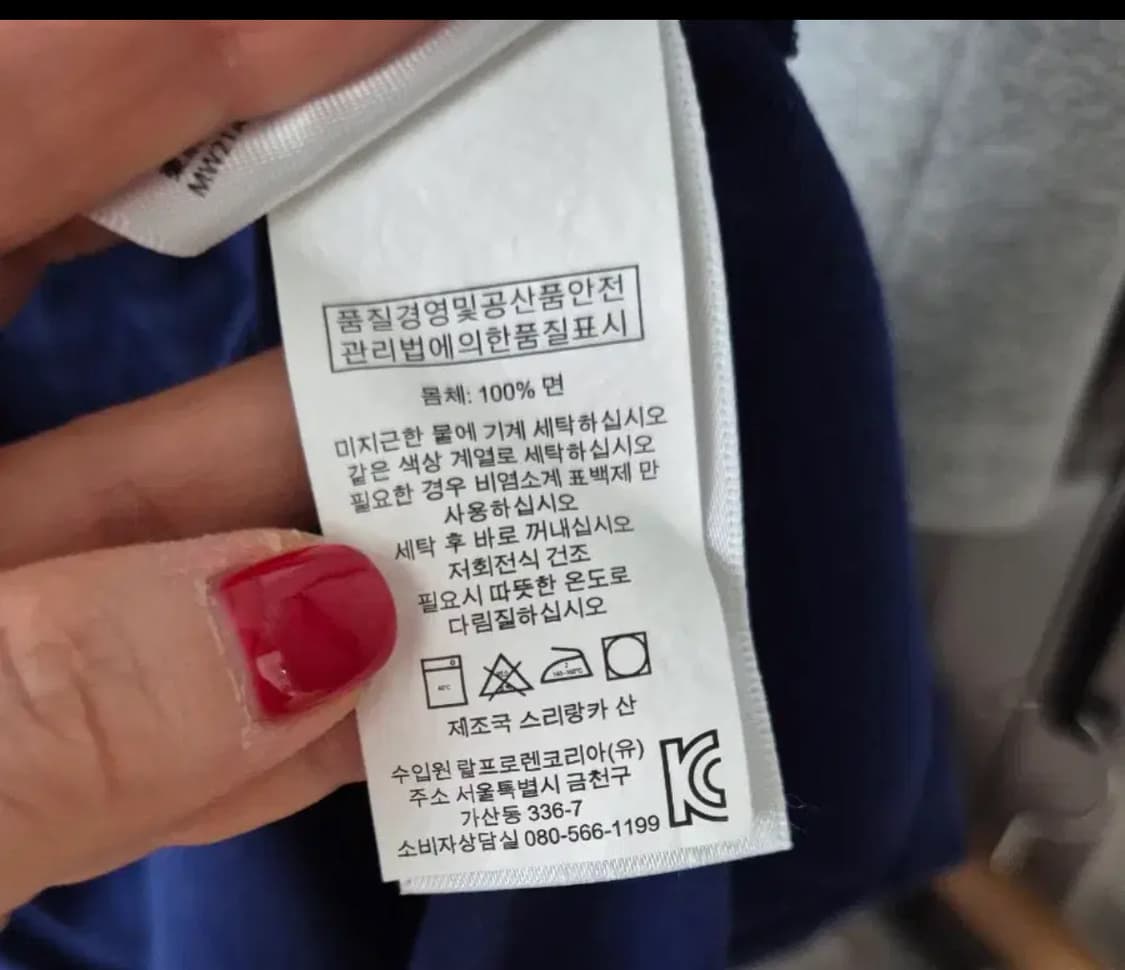 MW21A
품질경영및공산품안전
관리법에의한품질표시
몸체: 100% 면
미지근한 물에 기계 세탁하십시오
같은 색상 계열로 세탁하십시오
필요한 경우 비염소계 표백제 만
사용하십시오
세탁 후 바로 꺼내십시오
저회전식 건조
필요시 따뜻한 온도로
다림질하십시오
제조국 스리랑카 산
수입원 랄프로렌코리아(유)
주소 서울특별시 금천구
가산동 336-7
소비자상담실 080-566-1199